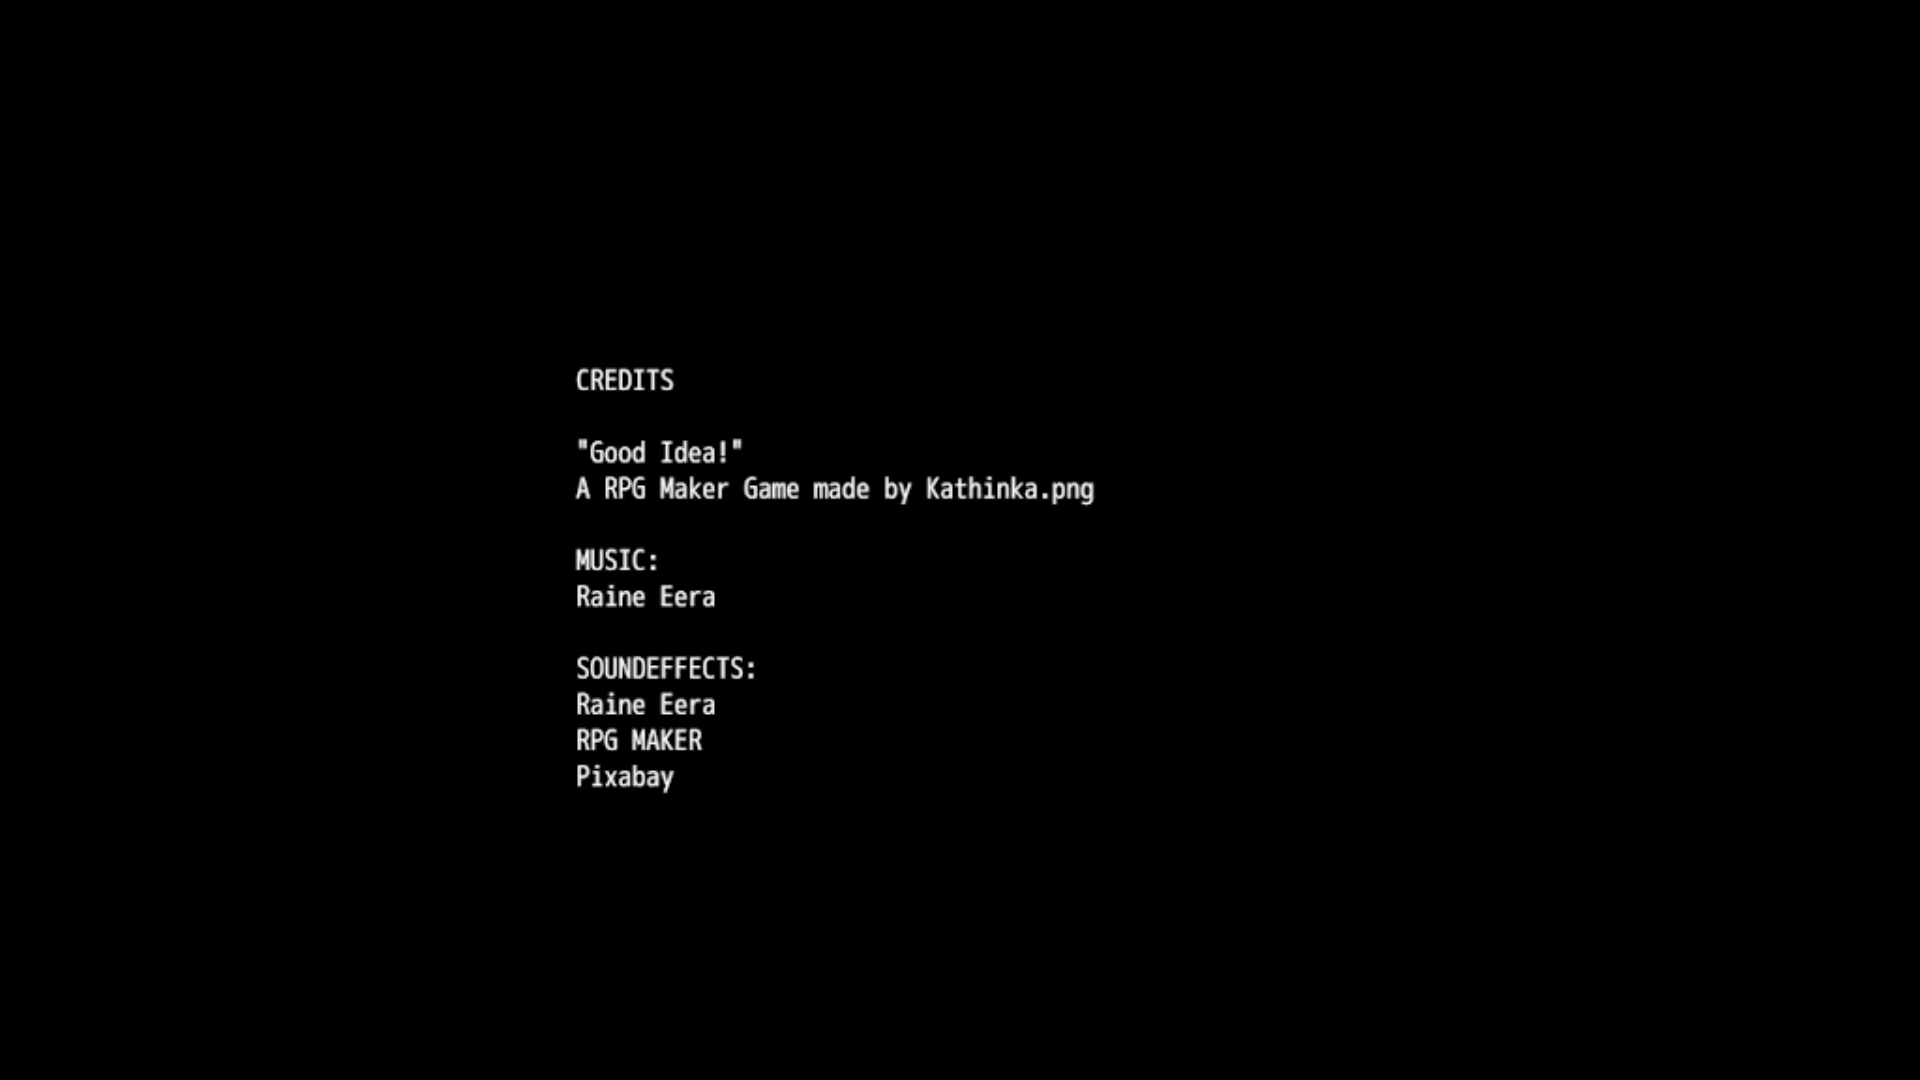 CREDITS
"Good Idea!"
A RPG Maker Game made by Kathinka.png
MUSIC:
Raine Eera
SOUNDEFFECTS:
Raine Eera
RPG MAKER
Pixabay